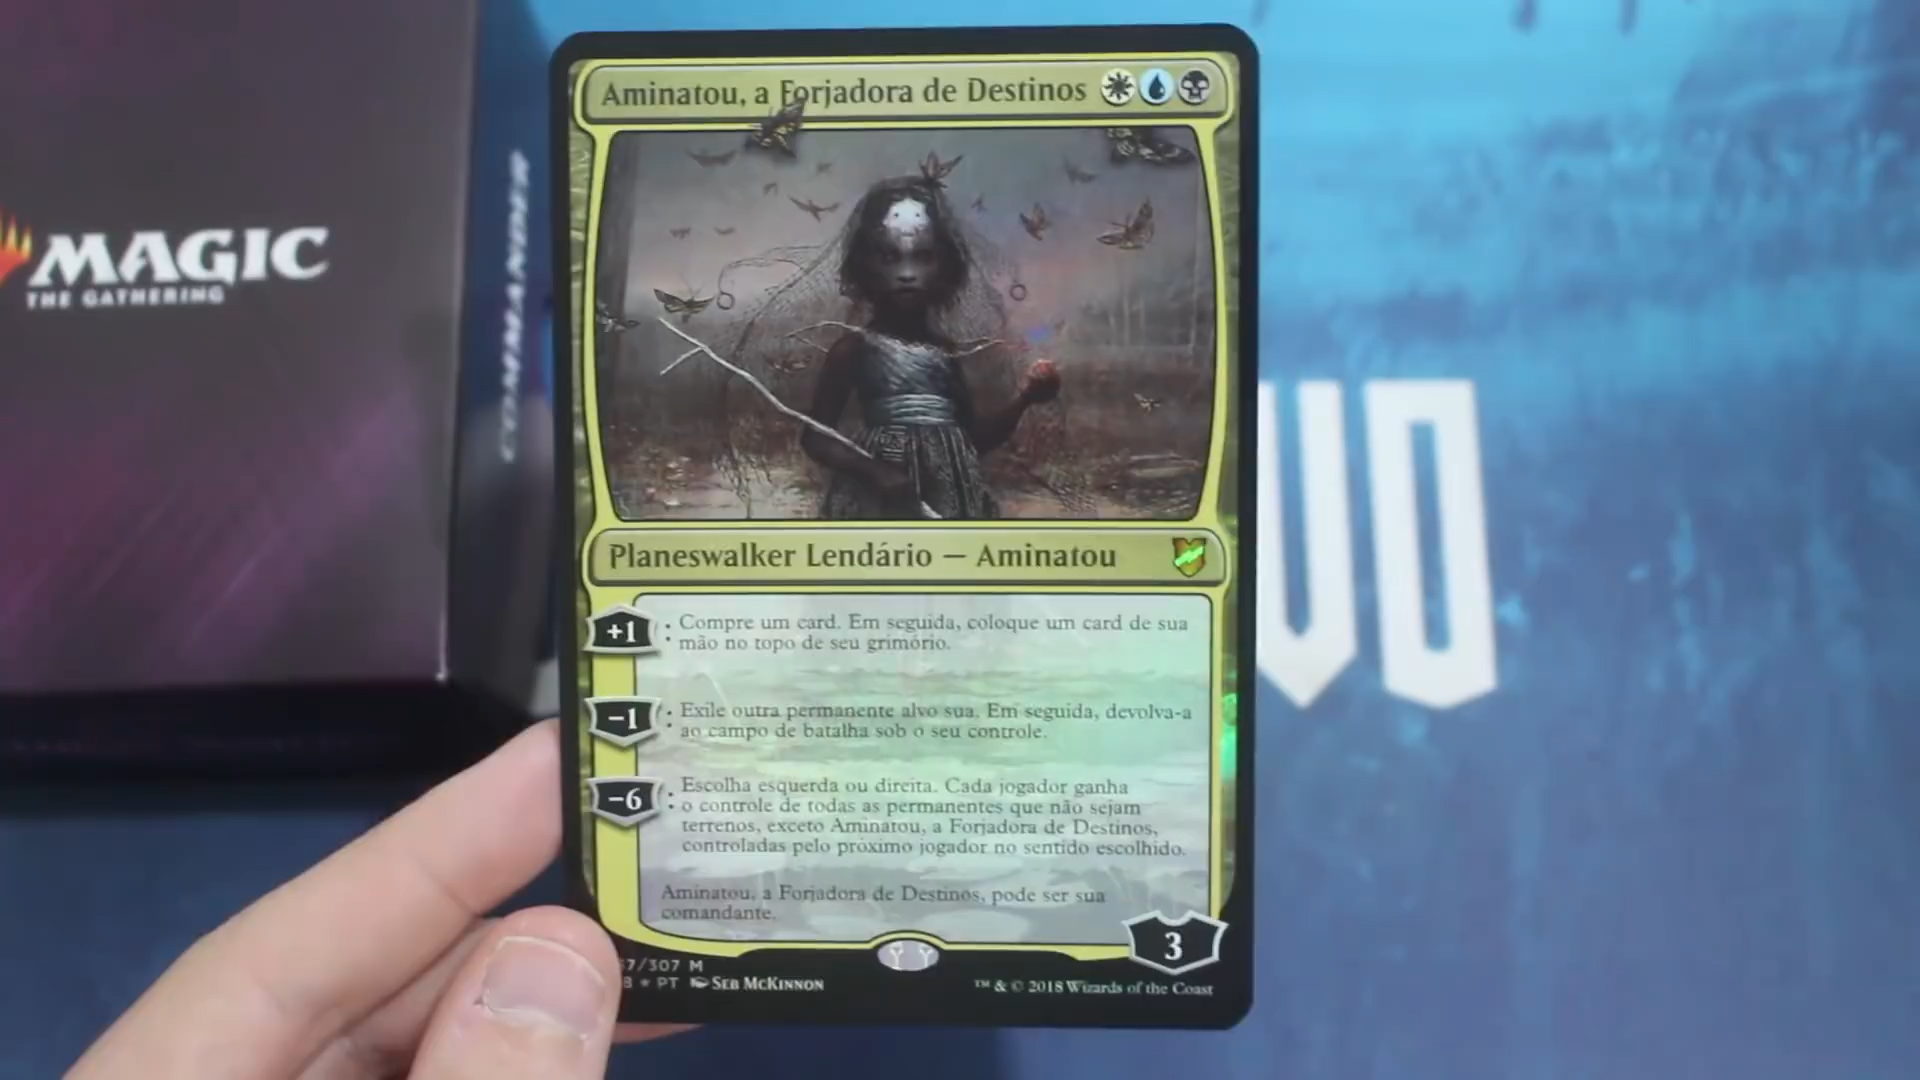 Aminatou, a Forjadora de Destinos
MAGIC
THE GATHERING
COMMANDER
VO
Planeswalker Lendário — Aminatou
+1 : Compre um card. Em seguida, coloque um card de sua
mão no topo de seu grimório.
−1 : Exile outra permanente alvo sua. Em seguida, devolva-a
ao campo de batalha sob o seu controle.
−6 : Escolha esquerda ou direita. Cada jogador ganha
o controle de todas as permanentes que não sejam
terrenos, exceto Aminatou, a Forjadora de Destinos,
controladas pelo próximo jogador no sentido escolhido.
Aminatou, a Forjadora de Destinos, pode ser sua
comandante.
3
7/307 M
★ PT SEB MCKINNON
™ & © 2018 Wizards of the Coast